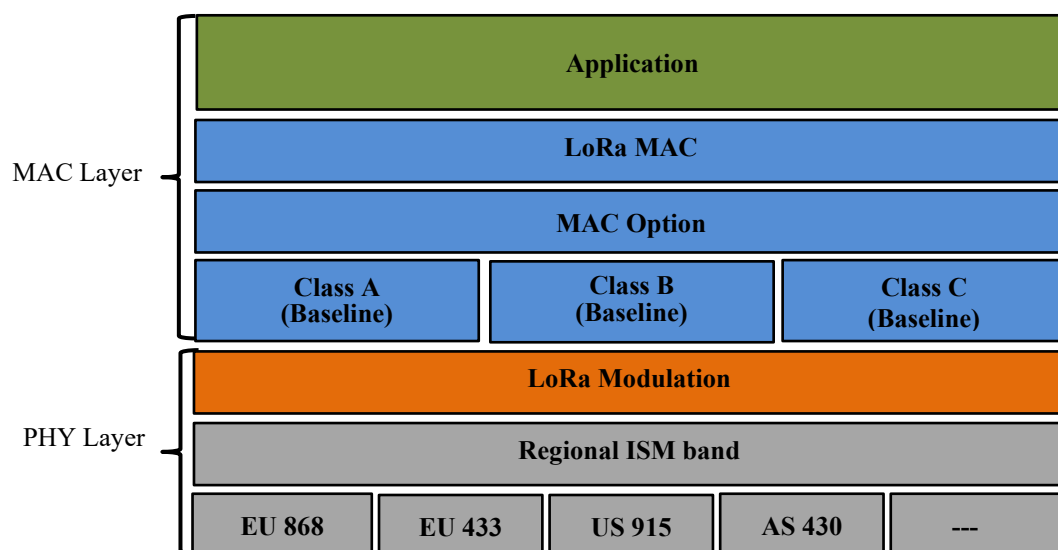 Application
LoRa MAC
MAC Layer
MAC Option
Class A
(Baseline)
Class B
(Baseline)
Class C
(Baseline)
LoRa Modulation
PHY Layer
Regional ISM band
EU 868
EU 433
US 915
AS 430
---